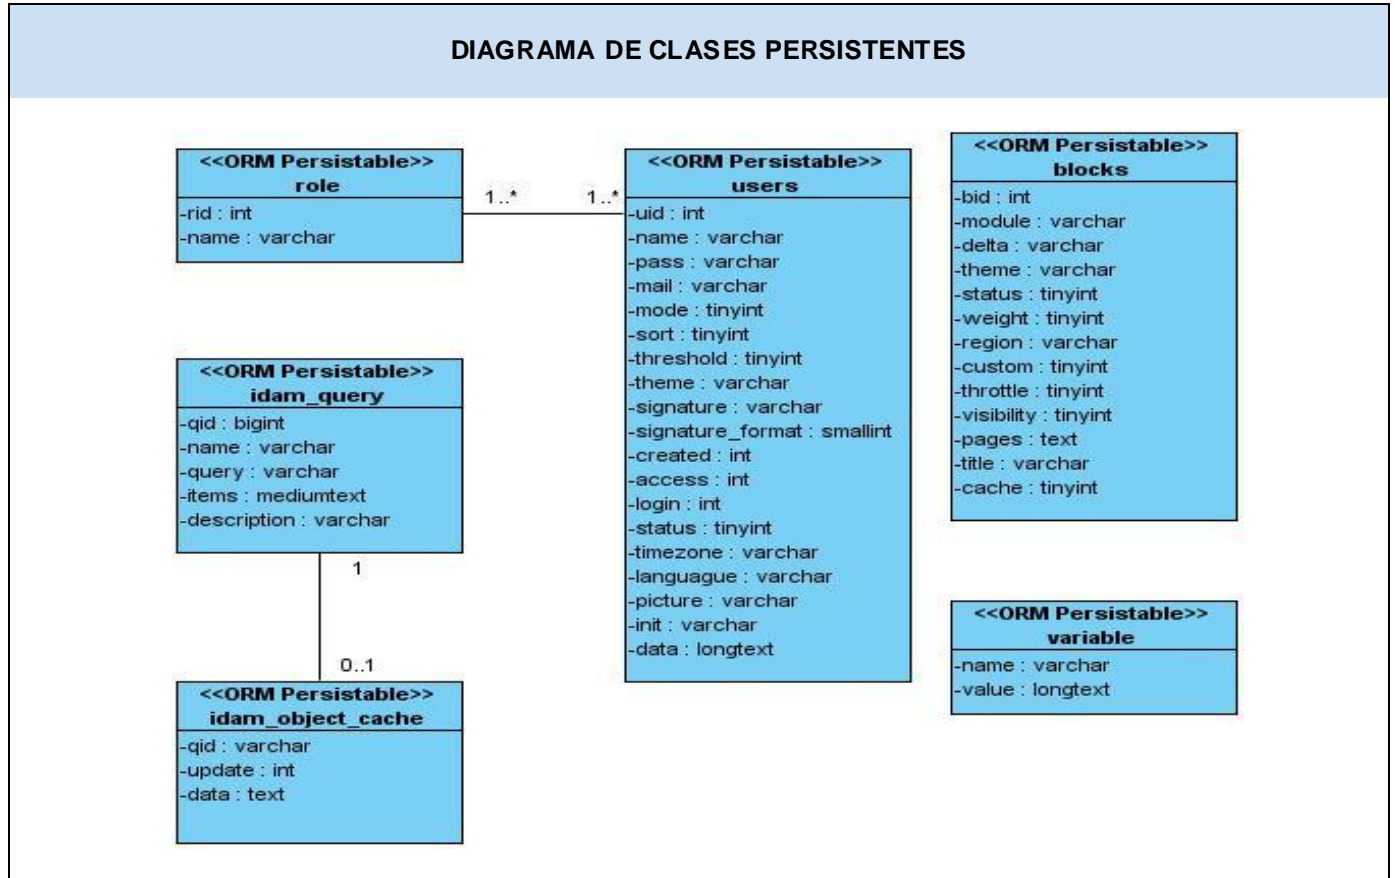 DIAGRAMA DE CLASES PERSISTENTES
<<ORM Persistable>>
role
-rid : int
-name : varchar
1..*
1..*
<<ORM Persistable>>
users
-uid : int
-name : varchar
-pass : varchar
-mail : varchar
-mode : tinyint
-sort : tinyint
-threshold : tinyint
-theme : varchar
-signature : varchar
-signature_format : smallint
-created : int
-access : int
-login : int
-status : tinyint
-timezone : varchar
-languague : varchar
-picture : varchar
-init : varchar
-data : longtext
<<ORM Persistable>>
blocks
-bid : int
-module : varchar
-delta : varchar
-theme : varchar
-status : tinyint
-weight : tinyint
-region : varchar
-custom : tinyint
-throttle : tinyint
-visibility : tinyint
-pages : text
-title : varchar
-cache : tinyint
<<ORM Persistable>>
idam_query
-qid : bigint
-name : varchar
-query : varchar
-items : mediumtext
-description : varchar
1
0..1
<<ORM Persistable>>
idam_object_cache
-qid : varchar
-update : int
-data : text
<<ORM Persistable>>
variable
-name : varchar
-value : longtext